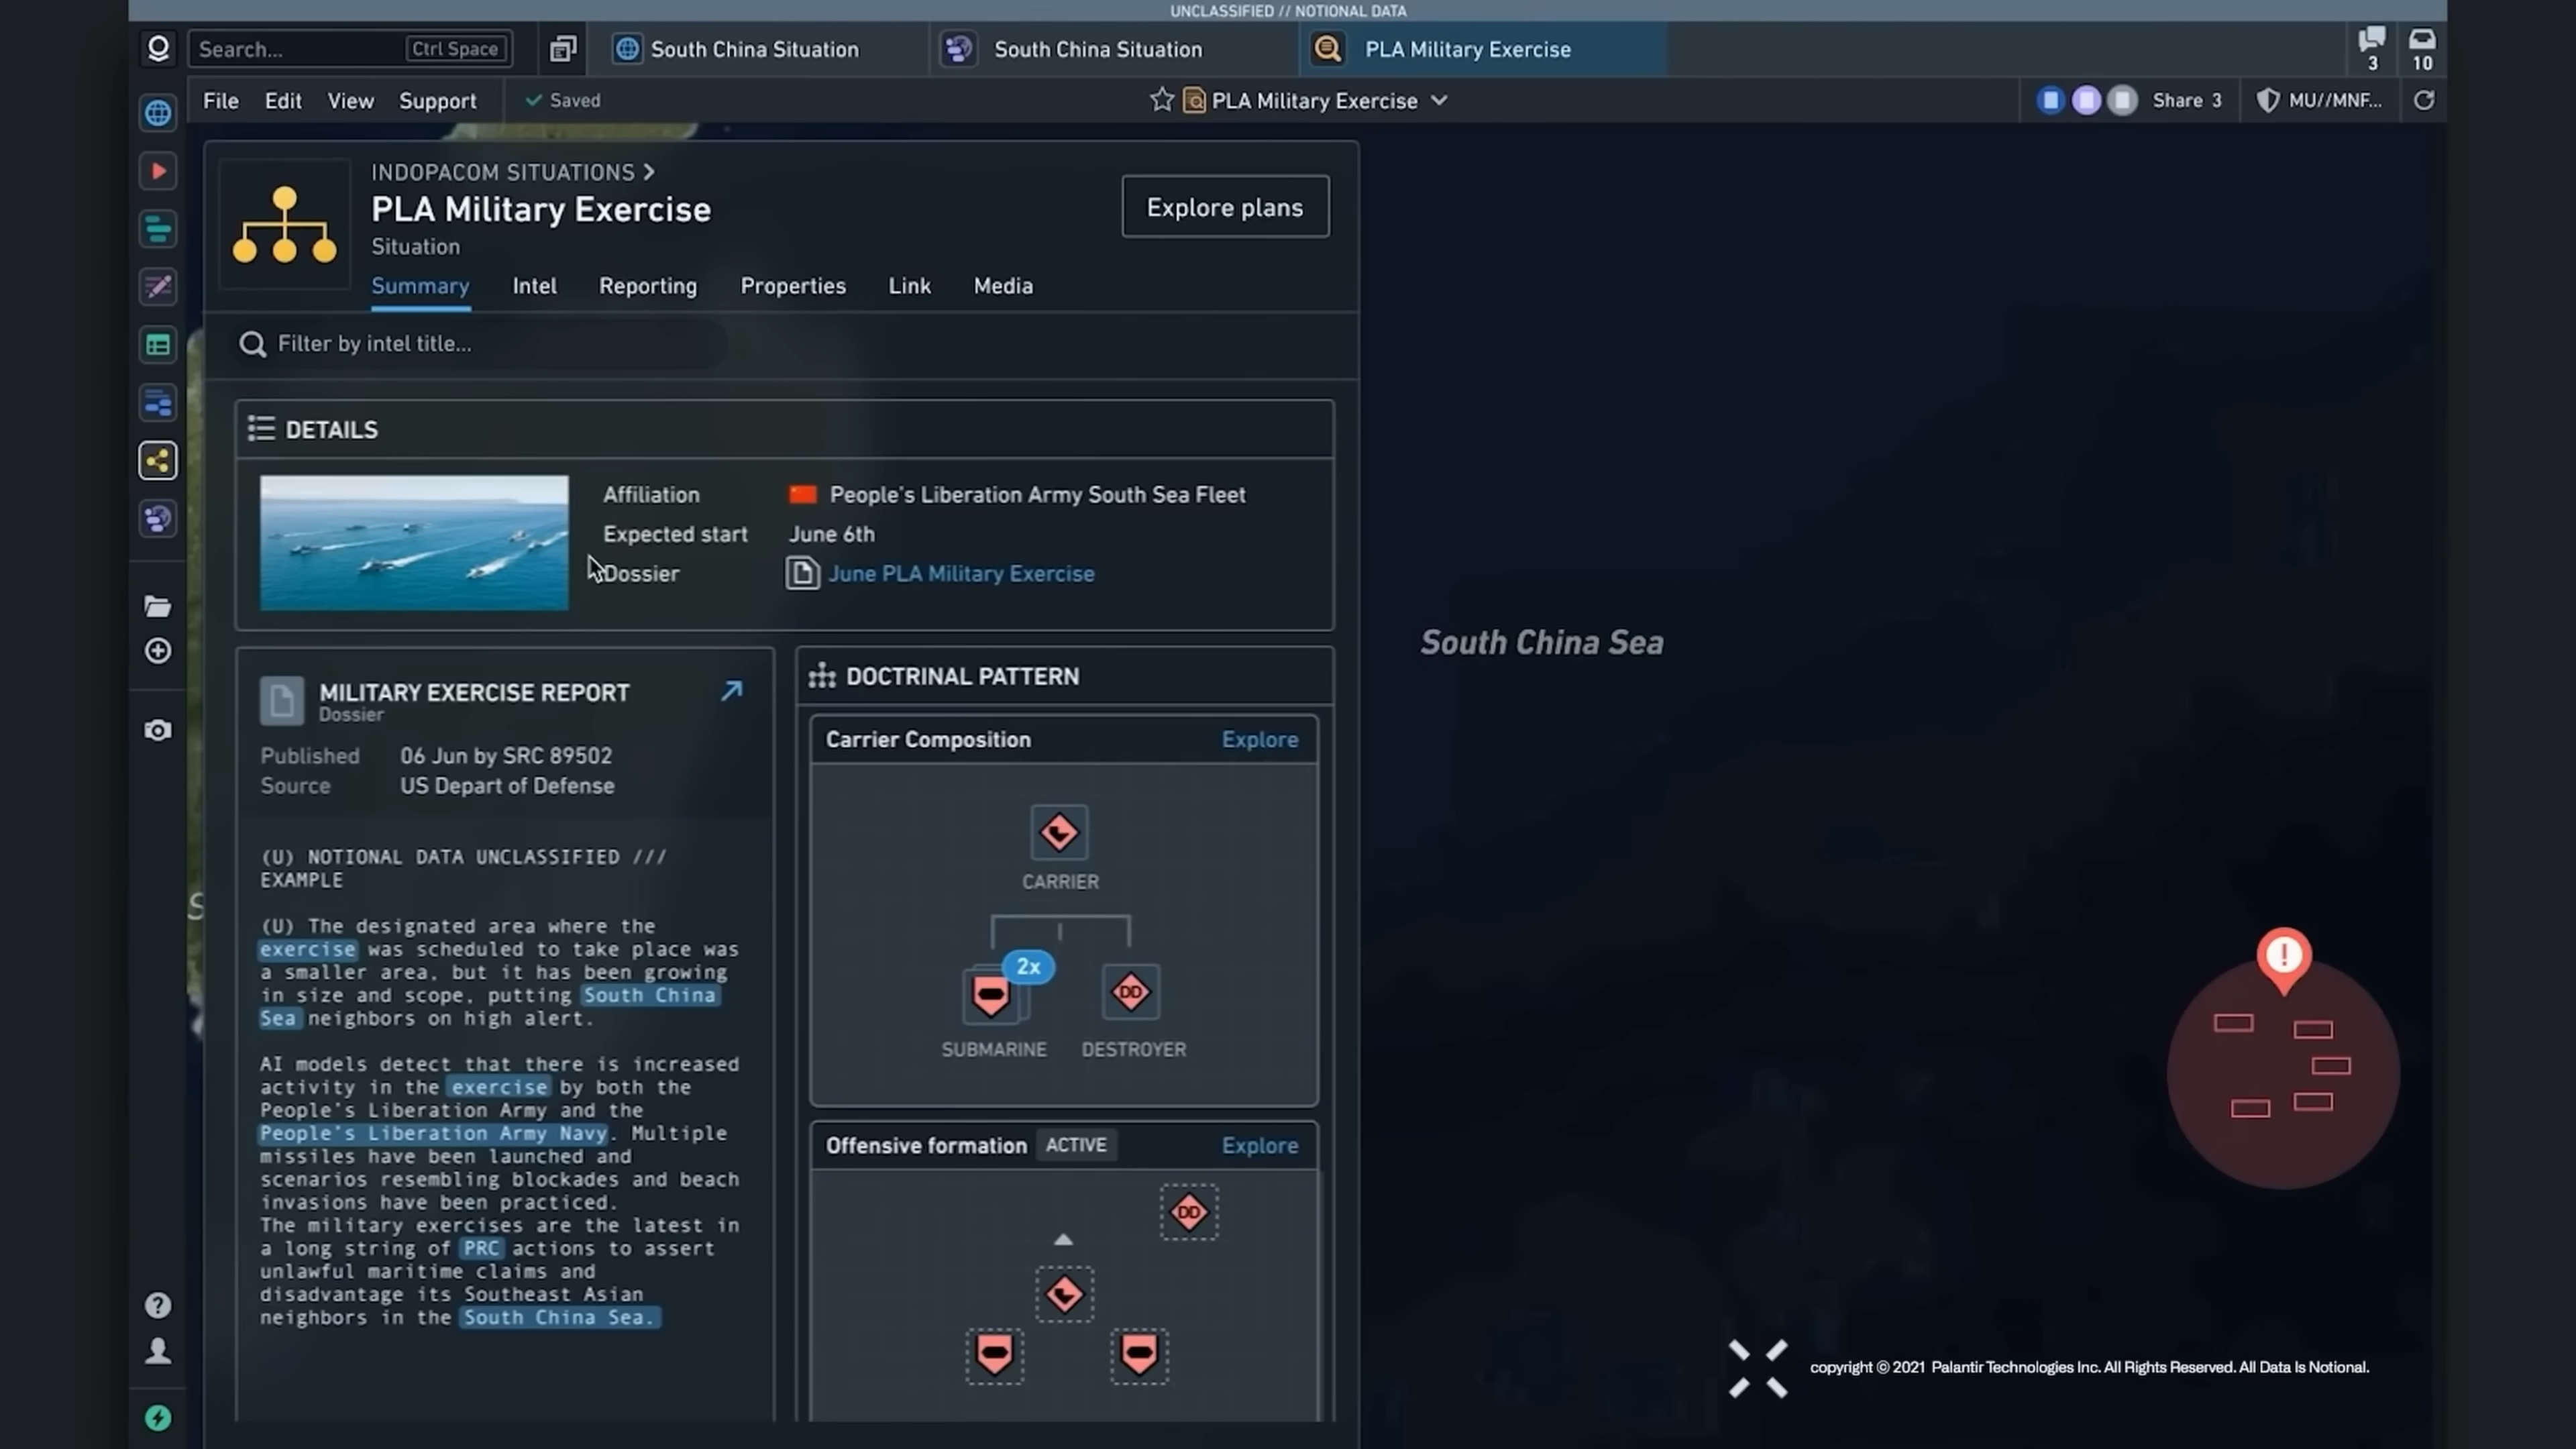 UNCLASSIFIED // NOTIONAL DATA
Search... Ctrl Space
South China Situation
South China Situation
PLA Military Exercise
3
10
File Edit View Support Saved
PLA Military Exercise
Share 3
MU//MNF...
INDOPACOM SITUATIONS
PLA Military Exercise
Situation
Explore plans
Summary Intel Reporting Properties Link Media
Filter by intel title...
DETAILS
Affiliation People's Liberation Army South Sea Fleet
Expected start June 6th
Dossier June PLA Military Exercise
MILITARY EXERCISE REPORT
Dossier
Published 06 Jun by SRC 89502
Source US Depart of Defense
(U) NOTIONAL DATA UNCLASSIFIED ///
EXAMPLE
(U) The designated area where the
exercise was scheduled to take place was
a smaller area, but it has been growing
in size and scope, putting South China
Sea neighbors on high alert.
AI models detect that there is increased
activity in the exercise by both the
People's Liberation Army and the
People's Liberation Army Navy. Multiple
missiles have been launched and
scenarios resembling blockades and beach
invasions have been practiced.
The military exercises are the latest in
a long string of PRC actions to assert
unlawful maritime claims and
disadvantage its Southeast Asian
neighbors in the South China Sea.
DOCTRINAL PATTERN
Carrier Composition Explore
CARRIER
2x
DD
SUBMARINE DESTROYER
Offensive formation ACTIVE Explore
DD
South China Sea
!
copyright © 2021 Palantir Technologies Inc. All Rights Reserved. All Data Is Notional.